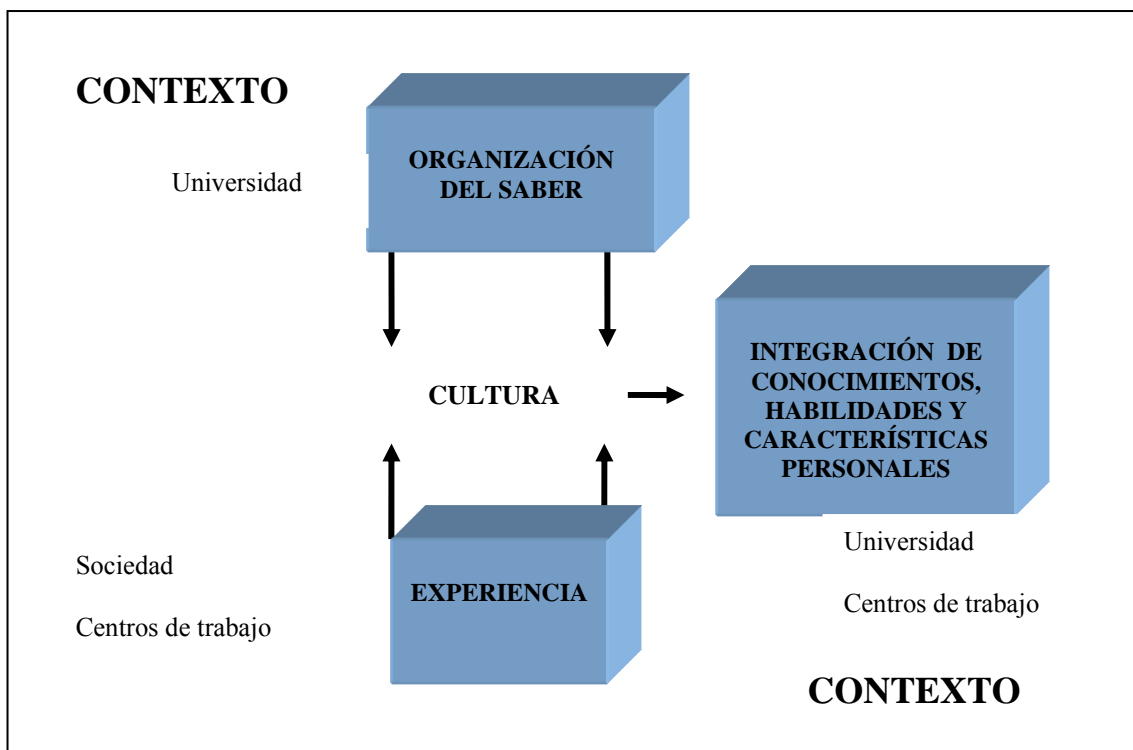 CONTEXTO
ORGANIZACIÓN
DEL SABER
Universidad
CULTURA
INTEGRACIÓN DE
CONOCIMIENTOS,
HABILIDADES Y
CARACTERÍSTICAS
PERSONALES
EXPERIENCIA
Sociedad
Centros de trabajo
Universidad
Centros de trabajo
CONTEXTO